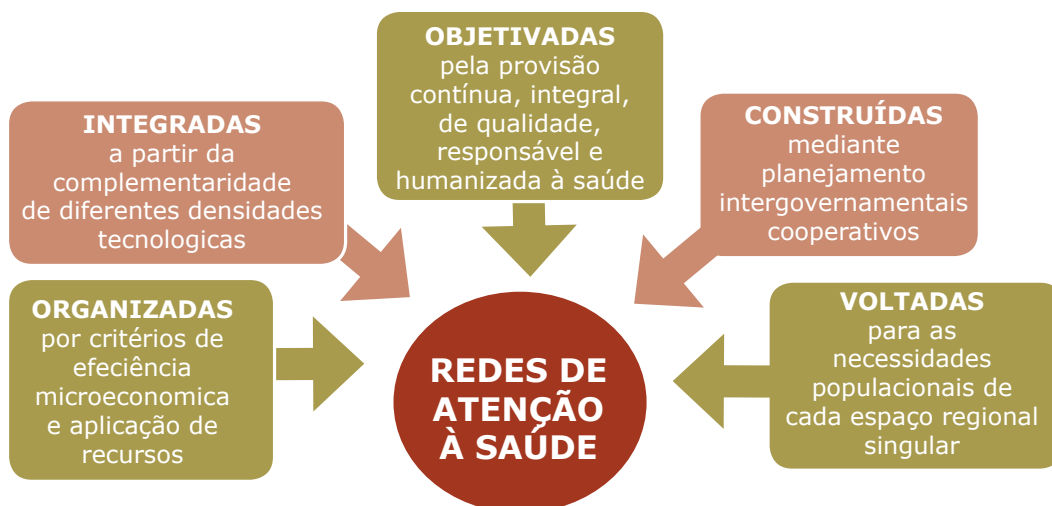 OBJETIVADAS
pela provisão
contínua, integral,
de qualidade,
responsável e
humanizada à saúde
INTEGRADAS
a partir da
complementaridade
de diferentes densidades
tecnologicas
CONSTRUÍDAS
mediante
planejamento
intergovernamentais
cooperativos
ORGANIZADAS
por critérios de
efeciência
microeconomica
e aplicação de
recursos
VOLTADAS
para as
necessidades
populacionais de
cada espaço regional
singular
REDES DE
ATENÇÃO
À SAÚDE